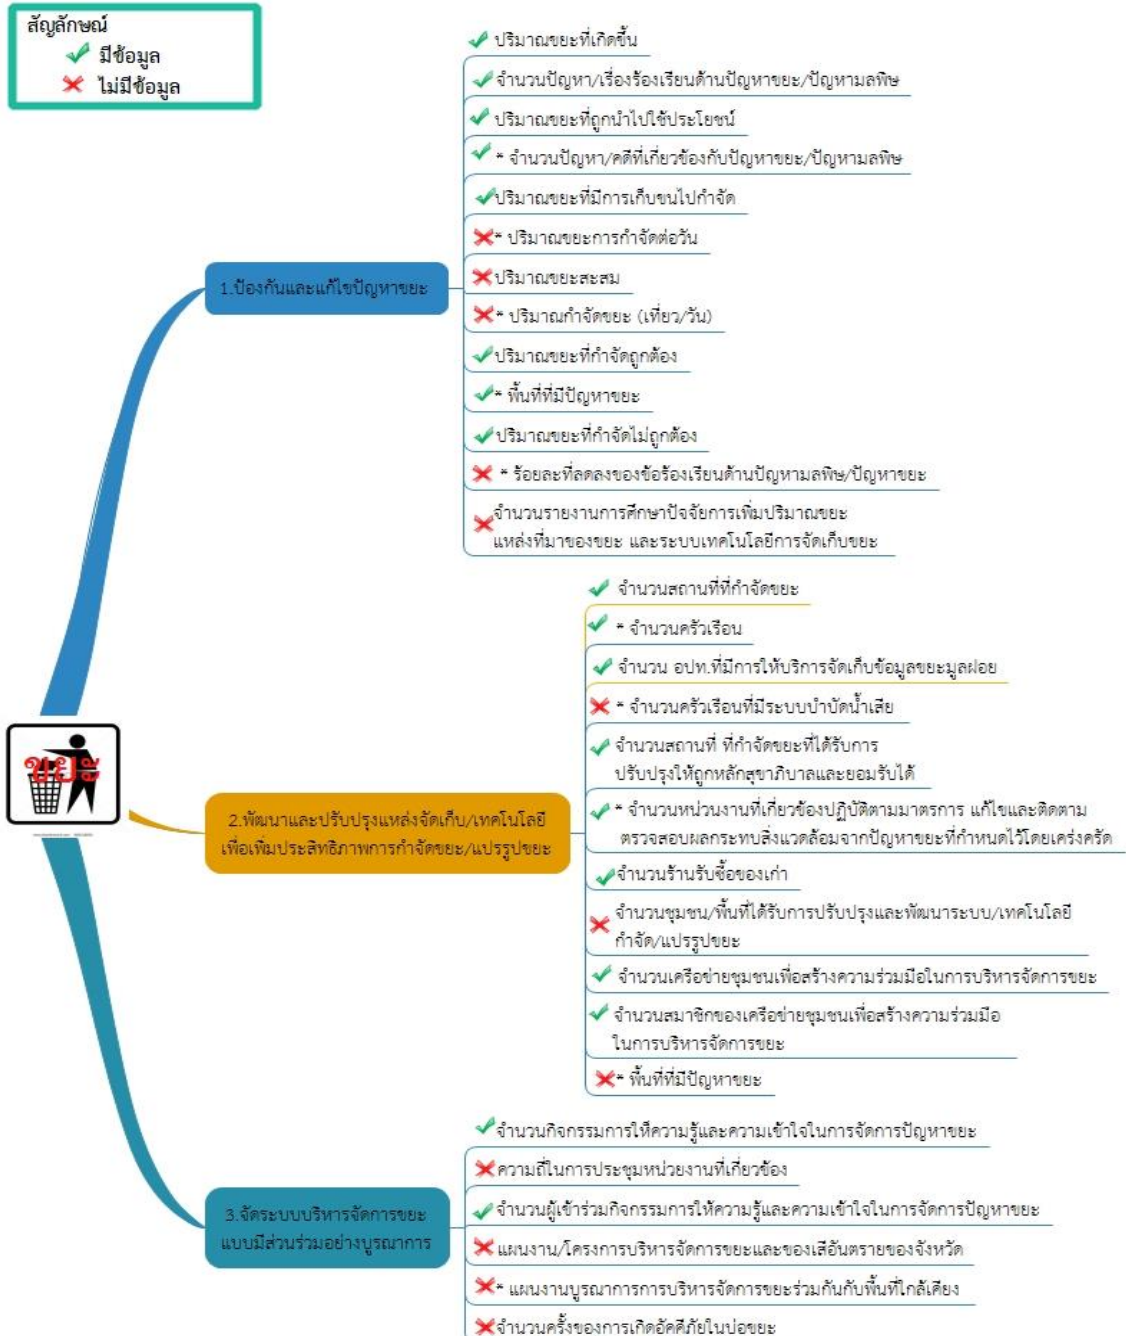 สัญลักษณ์
มีข้อมูล
ไม่มีข้อมูล
ปริมาณขยะที่เกิดขึ้น
จำนวนปัญหา/เรื่องร้องเรียนด้านปัญหาขยะ/ปัญหามลพิษ
ปริมาณขยะที่ถูกนำไปใช้ประโยชน์
* จำนวนปัญหา/คดีที่เกี่ยวข้องกับปัญหาขยะ/ปัญหามลพิษ
ปริมาณขยะที่มีการเก็บขนไปกำจัด
* ปริมาณขยะการกำจัดต่อวัน
ปริมาณขยะสะสม
* ปริมาณกำจัดขยะ (เที่ยว/วัน)
ปริมาณขยะที่กำจัดถูกต้อง
* พื้นที่ที่มีปัญหาขยะ
ปริมาณขยะที่กำจัดไม่ถูกต้อง
* ร้อยละที่ลดลงของข้อร้องเรียนด้านปัญหามลพิษ/ปัญหาขยะ
จำนวนรายงานการศึกษาปัจจัยการเพิ่มปริมาณขยะ
แหล่งที่มาของขยะ และระบบเทคโนโลยีการจัดเก็บขยะ
1.ป้องกันและแก้ไขปัญหาขยะ
จำนวนสถานที่ที่กำจัดขยะ
* จำนวนครัวเรือน
จำนวน อปท.ที่มีการให้บริการจัดเก็บข้อมูลขยะมูลฝอย
* จำนวนครัวเรือนที่มีระบบบำบัดน้ำเสีย
จำนวนสถานที่ ที่กำจัดขยะที่ได้รับการ
ปรับปรุงให้ถูกหลักสุขาภิบาลและยอมรับได้
* จำนวนหน่วนงานที่เกี่ยวข้องปฏิบัติตามมาตรการ แก้ไขและติดตาม
ตรวจสอบผลกระทบสิ่งแวดล้อมจากปัญหาขยะที่กำหนดไว้โดยเคร่งครัด
จำนวนร้านรับซื้อของเก่า
จำนวนชุมชน/พื้นที่ได้รับการปรับปรุงและพัฒนาระบบ/เทคโนโลยี
กำจัด/แปรรูปขยะ
จำนวนเครือข่ายชุมชนเพื่อสร้างความร่วมมือในการบริหารจัดการขยะ
จำนวนสมาชิกของเครือข่ายชุมชนเพื่อสร้างความร่วมมือ
ในการบริหารจัดการขยะ
* พื้นที่ที่มีปัญหาขยะ
ขยะ
2.พัฒนาและปรับปรุงแหล่งจัดเก็บ/เทคโนโลยี
เพื่อเพิ่มประสิทธิภาพการกำจัดขยะ/แปรรูปขยะ
จำนวนกิจกรรมการให้ความรู้และความเข้าใจในการจัดการปัญหาขยะ
ความถี่ในการประชุมหน่วยงานที่เกี่ยวข้อง
จำนวนผู้เข้าร่วมกิจกรรมการให้ความรู้และความเข้าใจในการจัดการปัญหาขยะ
แผนงาน/โครงการบริหารจัดการขยะและของเสีอันตรายของจังหวัด
* แผนงานบูรณาการการบริหารจัดการขยะร่วมกันกับพื้นที่ใกล้เคียง
จำนวนครั้งของการเกิดอัคคีภัยในบ่อขยะ
3.จัดระบบบริหารจัดการขยะ
แบบมีส่วนร่วมอย่างบูรณาการ